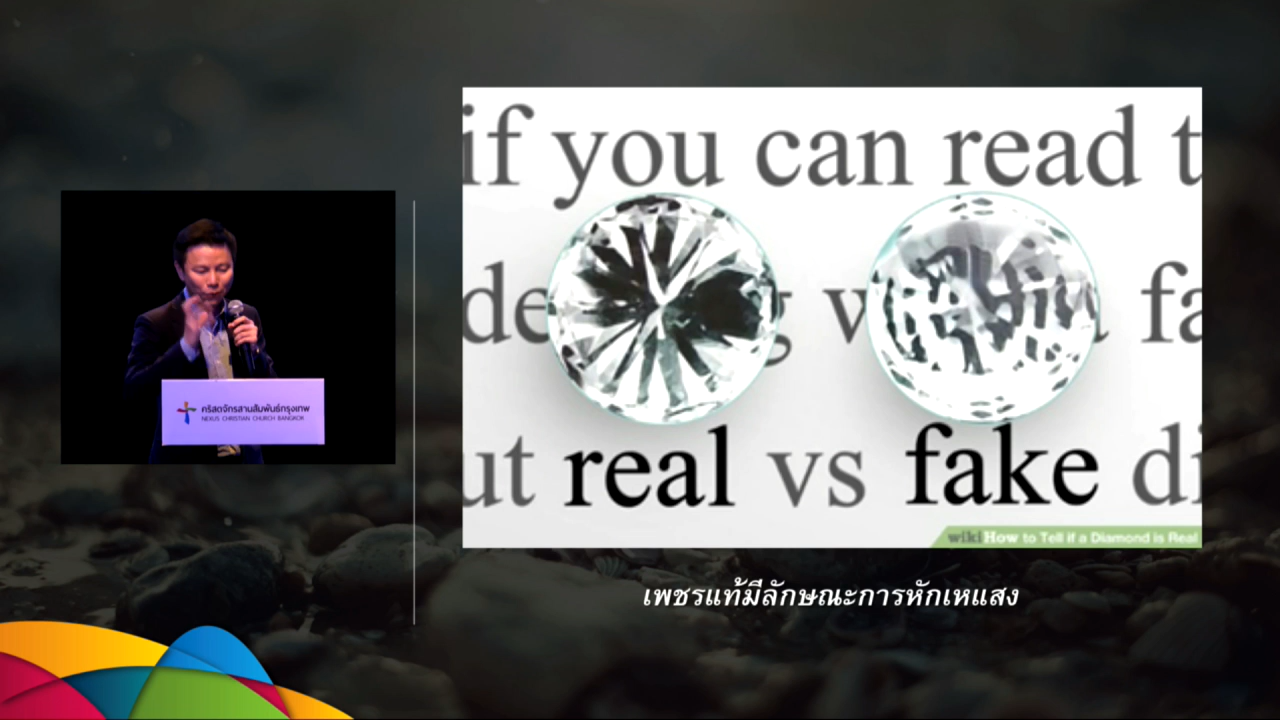 คริสตจักรสานสัมพันธ์กรุงเทพ
NEXUS CHRISTIAN CHURCH BANGKOK
if you can read t
de g v fa
ut real vs fake di
wikiHow to Tell if a Diamond is Real
เพชรแท้มีลักษณะการหักเหแสง